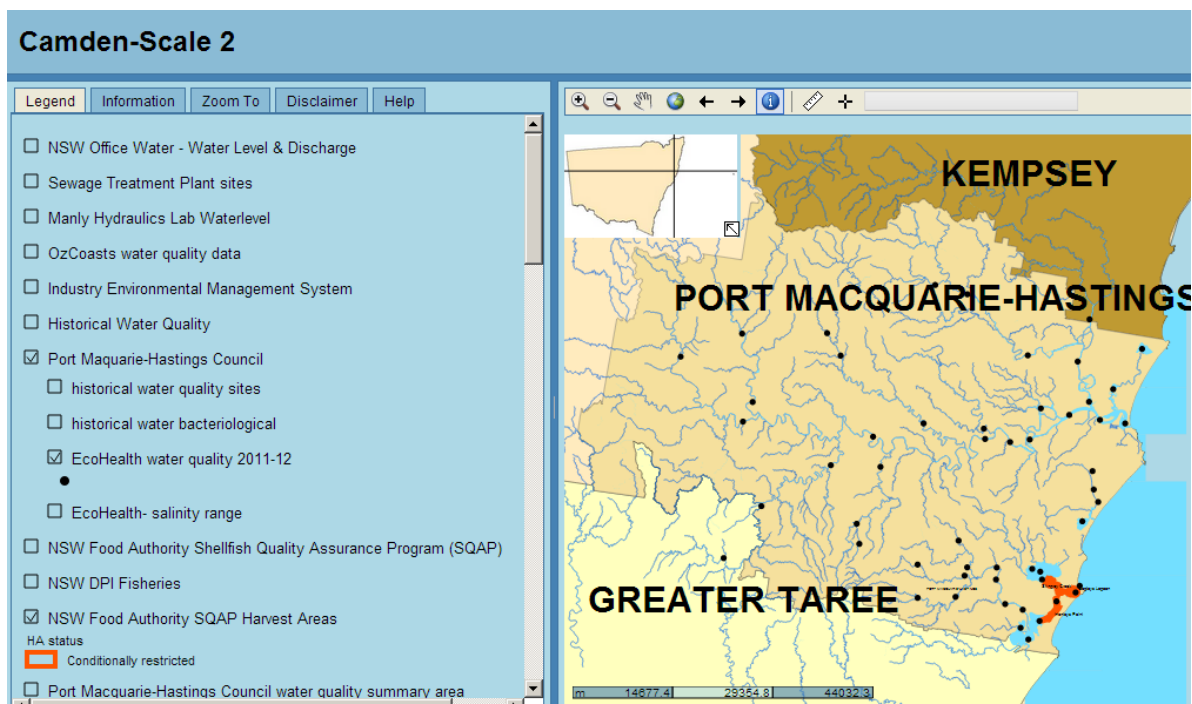 Camden-Scale 2
Legend
Information
Zoom To
Disclaimer
Help
NSW Office Water - Water Level & Discharge
Sewage Treatment Plant sites
Manly Hydraulics Lab Waterlevel
OzCoasts water quality data
Industry Environmental Management System
Historical Water Quality
Port Maquarie-Hastings Council
historical water quality sites
historical water bacteriological
EcoHealth water quality 2011-12
EcoHealth- salinity range
NSW Food Authority Shellfish Quality Assurance Program (SQAP)
NSW DPI Fisheries
NSW Food Authority SQAP Harvest Areas
HA status
Conditionally restricted
Port Macquarie-Hastings Council water quality summary area
KEMPSEY
PORT MACQUARIE-HASTINGS
GREATER TAREE
m 14677.4 29354.8 44032.3